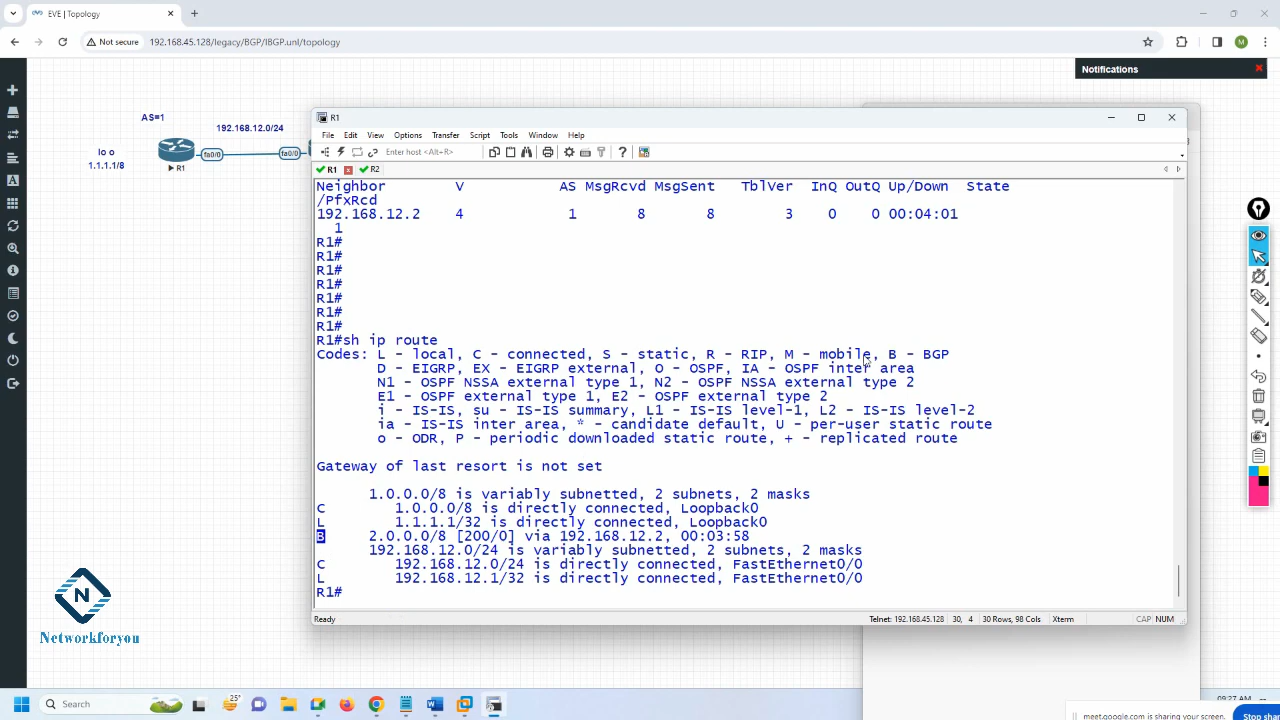 EVE | Topology
Not secure
192.168.45.128/legacy/BGP/IBGP.unl/topology
M
Notifications
AS=1
192.168.12.0/24
lo o
1.1.1.1/8
fa0/0
fa0/0
R1
R1
File Edit View Options Transfer Script Tools Window Help
Enter host <Alt+R>
R1
R2
Neighbor V AS MsgRcvd MsgSent TblVer InQ OutQ Up/Down State
/PfxRcd
192.168.12.2 4 1 8 8 3 0 0 00:04:01
1
R1#
R1#
R1#
R1#
R1#
R1#
R1#
R1#sh ip route
Codes: L - local, C - connected, S - static, R - RIP, M - mobile, B - BGP
D - EIGRP, EX - EIGRP external, O - OSPF, IA - OSPF inter area
N1 - OSPF NSSA external type 1, N2 - OSPF NSSA external type 2
E1 - OSPF external type 1, E2 - OSPF external type 2
i - IS-IS, su - IS-IS summary, L1 - IS-IS level-1, L2 - IS-IS level-2
ia - IS-IS inter area, * - candidate default, U - per-user static route
o - ODR, P - periodic downloaded static route, + - replicated route
Gateway of last resort is not set
1.0.0.0/8 is variably subnetted, 2 subnets, 2 masks
C 1.0.0.0/8 is directly connected, Loopback0
L 1.1.1.1/32 is directly connected, Loopback0
B 2.0.0.0/8 [200/0] via 192.168.12.2, 00:03:58
192.168.12.0/24 is variably subnetted, 2 subnets, 2 masks
C 192.168.12.0/24 is directly connected, FastEthernet0/0
L 192.168.12.1/32 is directly connected, FastEthernet0/0
R1#
Ready
Telnet: 192.168.45.128 30, 4 30 Rows, 98 Cols Xterm CAP NUM
N
Networkforyou
Search
25°
09:27 AM
meet.google.com is sharing your screen.
Stop sha